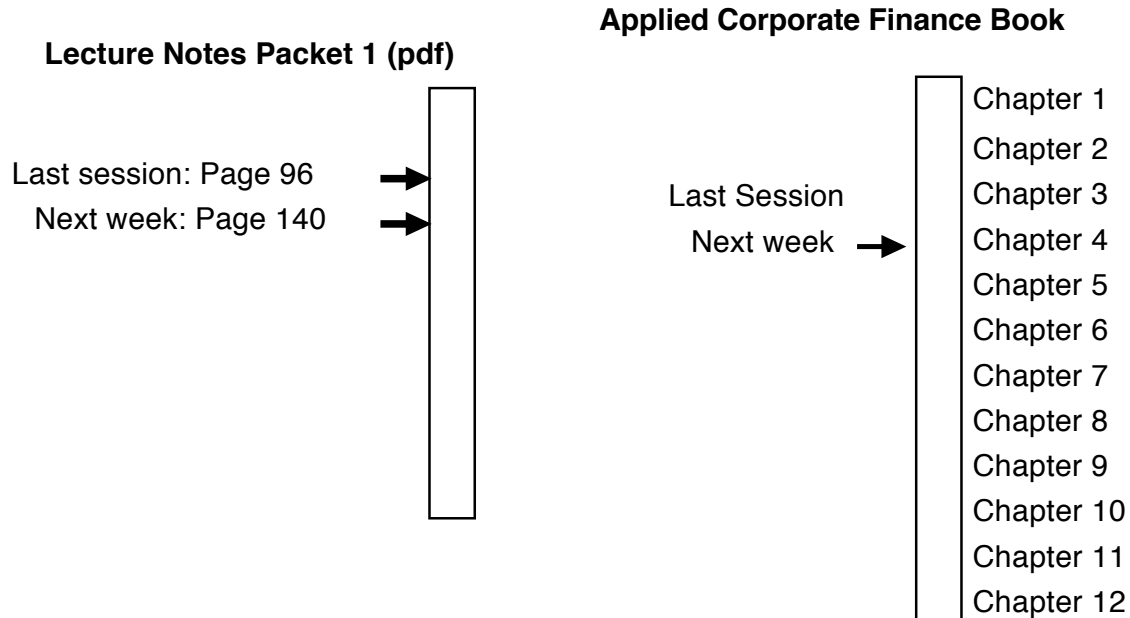 Applied Corporate Finance Book
Lecture Notes Packet 1 (pdf)
Last session: Page 96
Next week: Page 140
Last Session
Next week
Chapter 1
Chapter 2
Chapter 3
Chapter 4
Chapter 5
Chapter 6
Chapter 7
Chapter 8
Chapter 9
Chapter 10
Chapter 11
Chapter 12